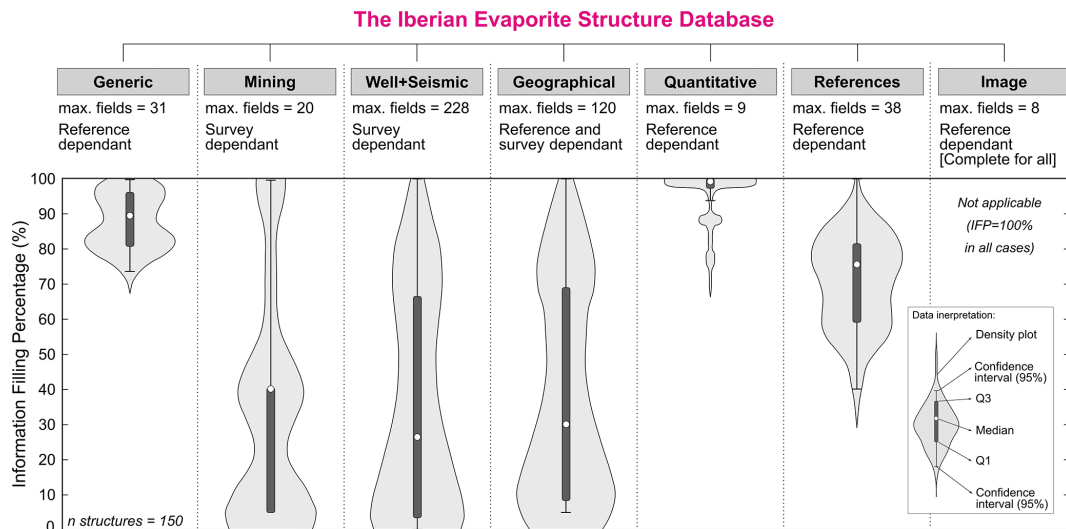 The Iberian Evaporite Structure Database
Generic
max. fields = 31
Reference
dependant
Mining
max. fields = 20
Survey
dependant
Well+Seismic
max. fields = 228
Survey
dependant
Geographical
max. fields = 120
Reference and
survey dependant
Quantitative
max. fields = 9
Reference
dependant
References
max. fields = 38
Reference
dependant
Image
max. fields = 8
Reference
dependant
[Complete for all]
Information Filling Percentage (%)
100
90
80
70
60
50
40
30
20
10
0
n structures = 150
Not applicable
(IFP=100%
in all cases)
Data inerpretation:
Density plot
Confidence
interval (95%)
Q3
Median
Q1
Confidence
interval (95%)